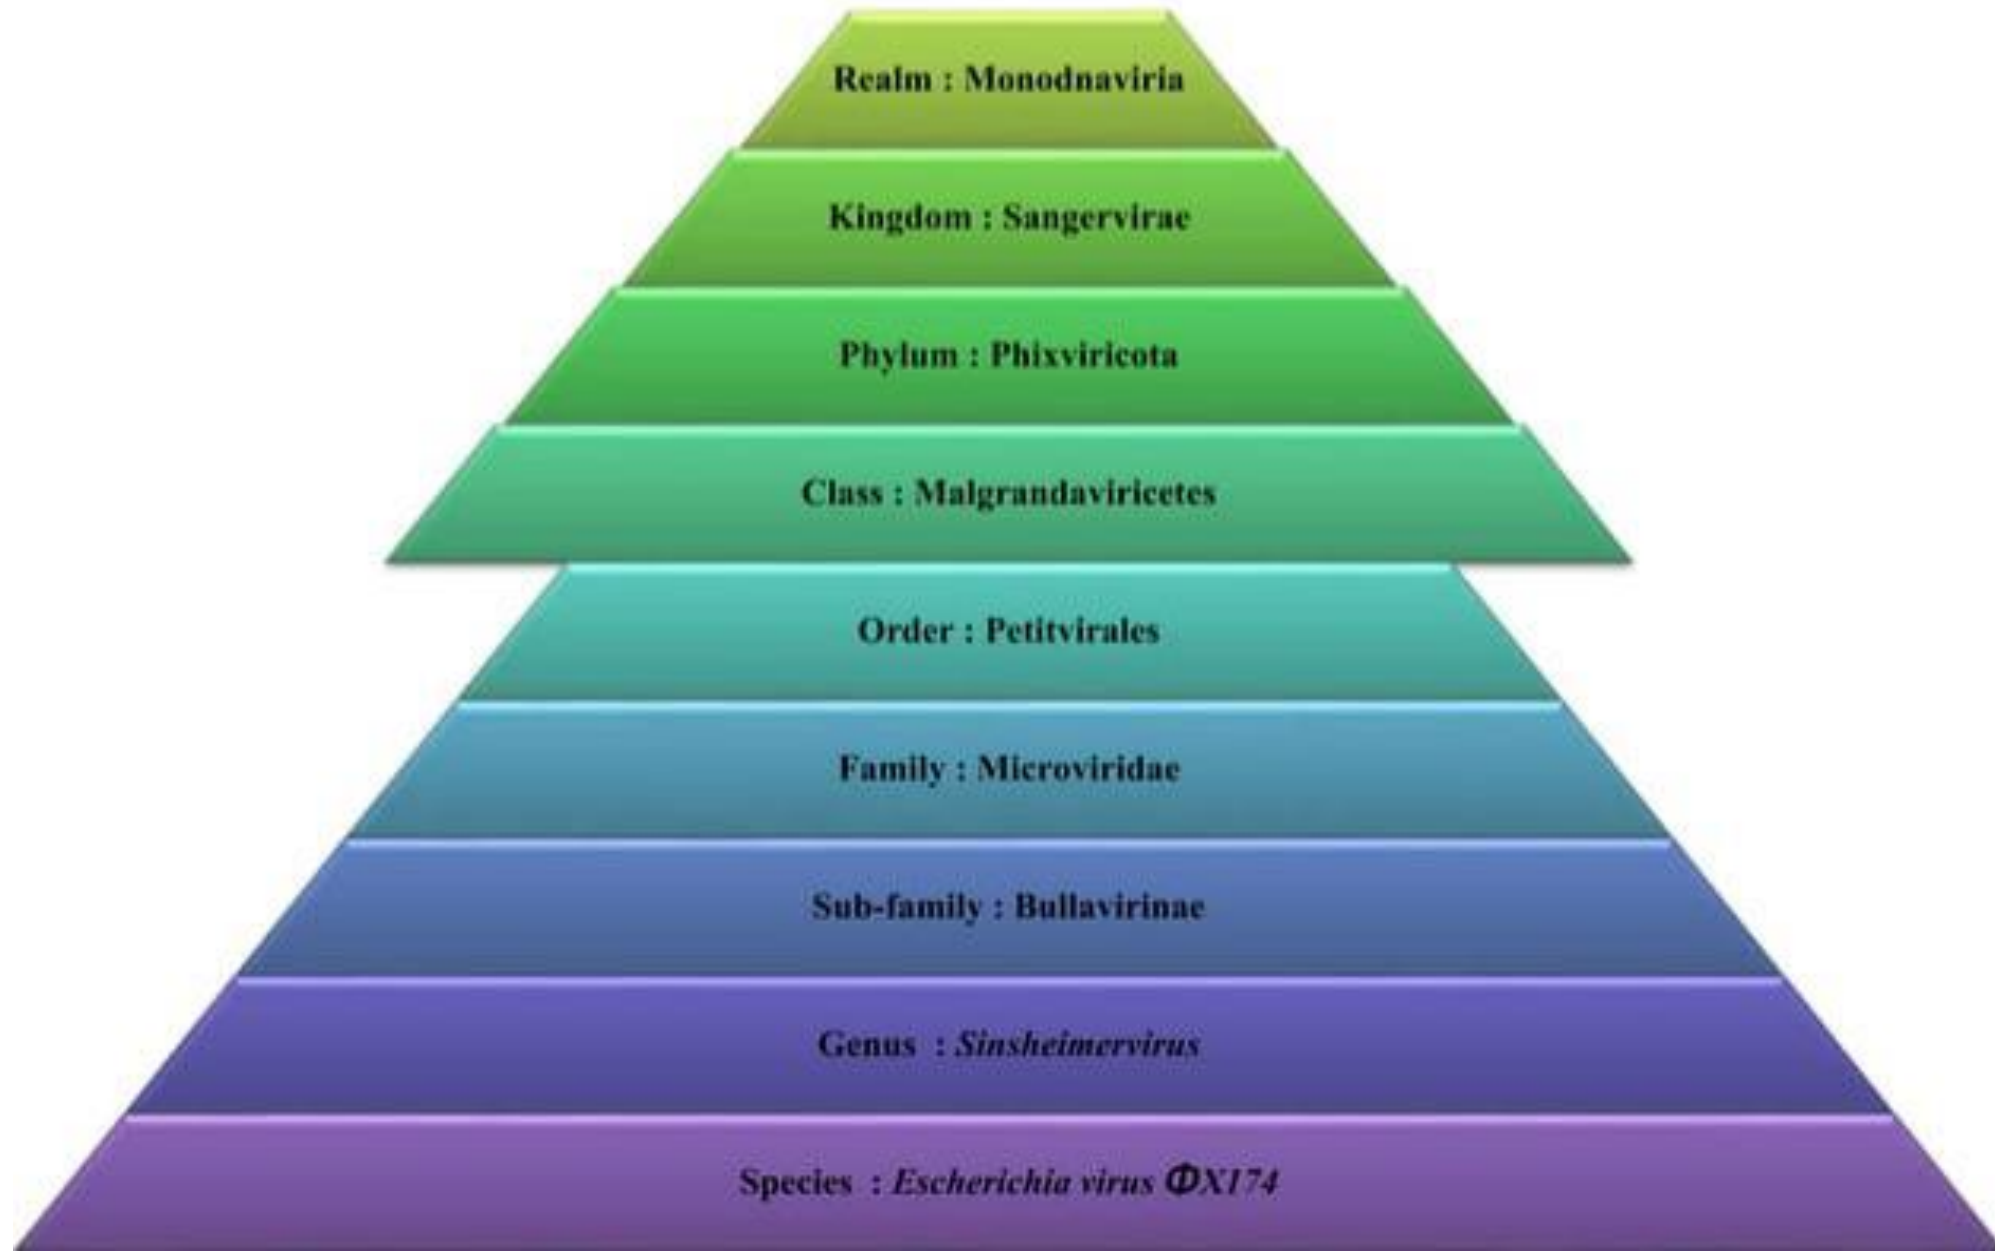 Realm : Monodnaviria
Kingdom : Sangervirae
Phylum : Phixviricota
Class : Malgrandaviricetes
Order : Petitvirales
Family : Microviridae
Sub-family : Bullavirinae
Genus : Sinsheimervirus
Species : Escherichia virus ΦX174